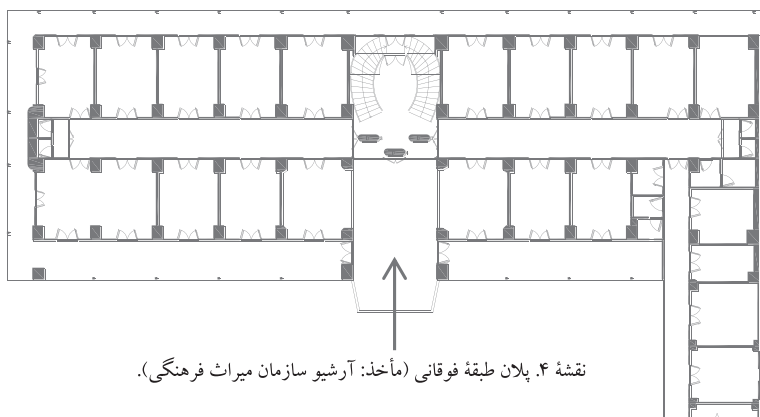 نقشهٔ ۴. پلان طبقهٔ فوقانی (مأخذ: آرشیو سازمان میراث فرهنگی).